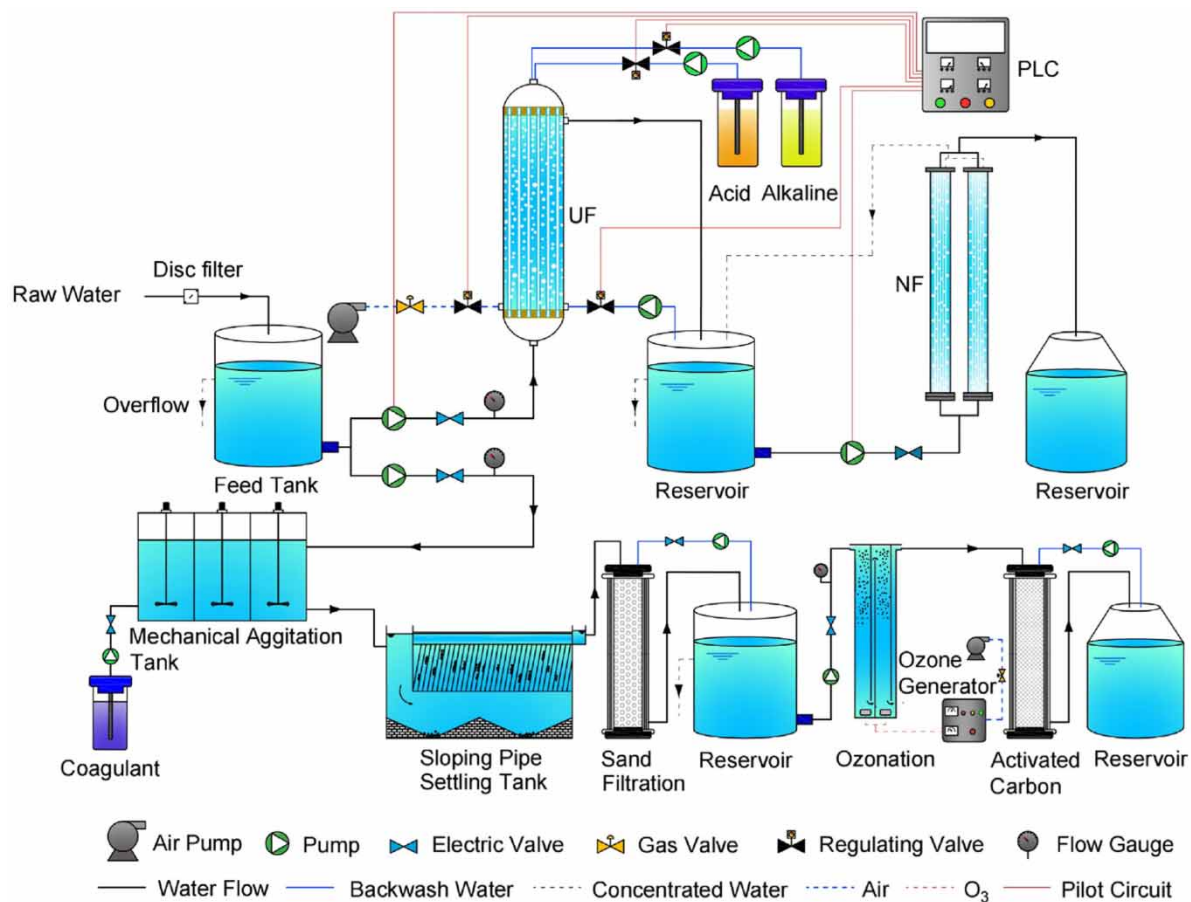 PLC
Acid Alkaline
UF
NF
Disc filter
Raw Water
Overflow
Feed Tank
Reservoir
Reservoir
Mechanical Aggitation
Tank
Coagulant
Sloping Pipe
Settling Tank
Sand
Filtration
Reservoir
Ozone
Generator
Ozonation
Activated
Carbon
Reservoir
Air Pump Pump Electric Valve Gas Valve Regulating Valve Flow Gauge
Water Flow Backwash Water Concentrated Water Air O₃ Pilot Circuit